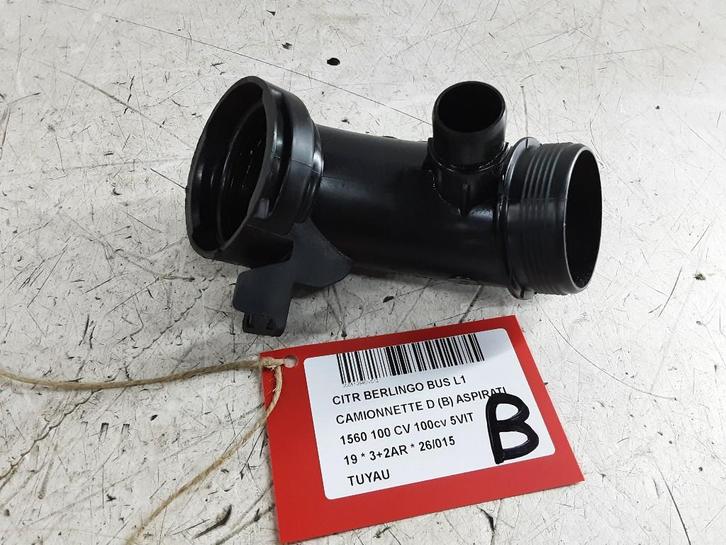 CITR BERLINGO BUS L1
CAMIONNETTE D (B) ASPIRATI
1560 100 CV 100cv 5VIT
19 * 3+2AR * 26/015
TUYAU
B